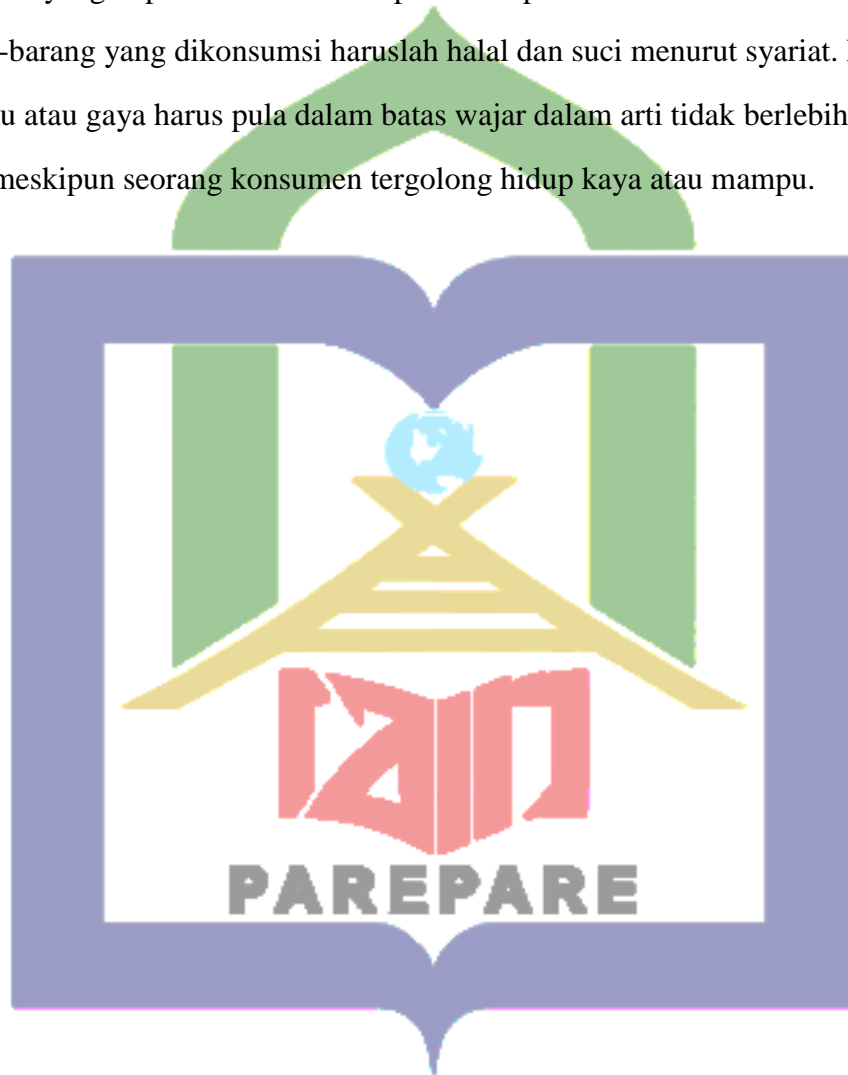 -barang yang dikonsumsi haruslah halal dan suci menurut syariat.
u atau gaya harus pula dalam batas wajar dalam arti tidak berlebih
meskipun seorang konsumen tergolong hidup kaya atau mampu.
iain
PAREPARE